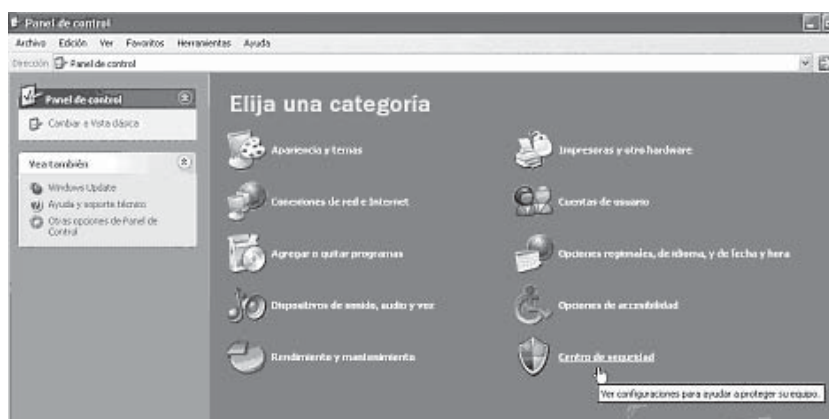 Panel de control
Archivo Edición Ver Favoritos Herramientas Ayuda
Dirección Panel de control
Panel de control
Cambiar a Vista clásica
Vea también
Windows Update
Ayuda y soporte técnico
Otras opciones de Panel de
Control
Elija una categoría
Apariencia y temas
Impresoras y otro hardware
Conexiones de red e Internet
Cuentas de usuario
Agregar o quitar programas
Opciones regionales, de idioma, y de fecha y hora
Dispositivos de sonido, audio y voz
Opciones de accesibilidad
Rendimiento y mantenimiento
Centro de seguridad
Ver configuraciones para ayudar a proteger su equipo.